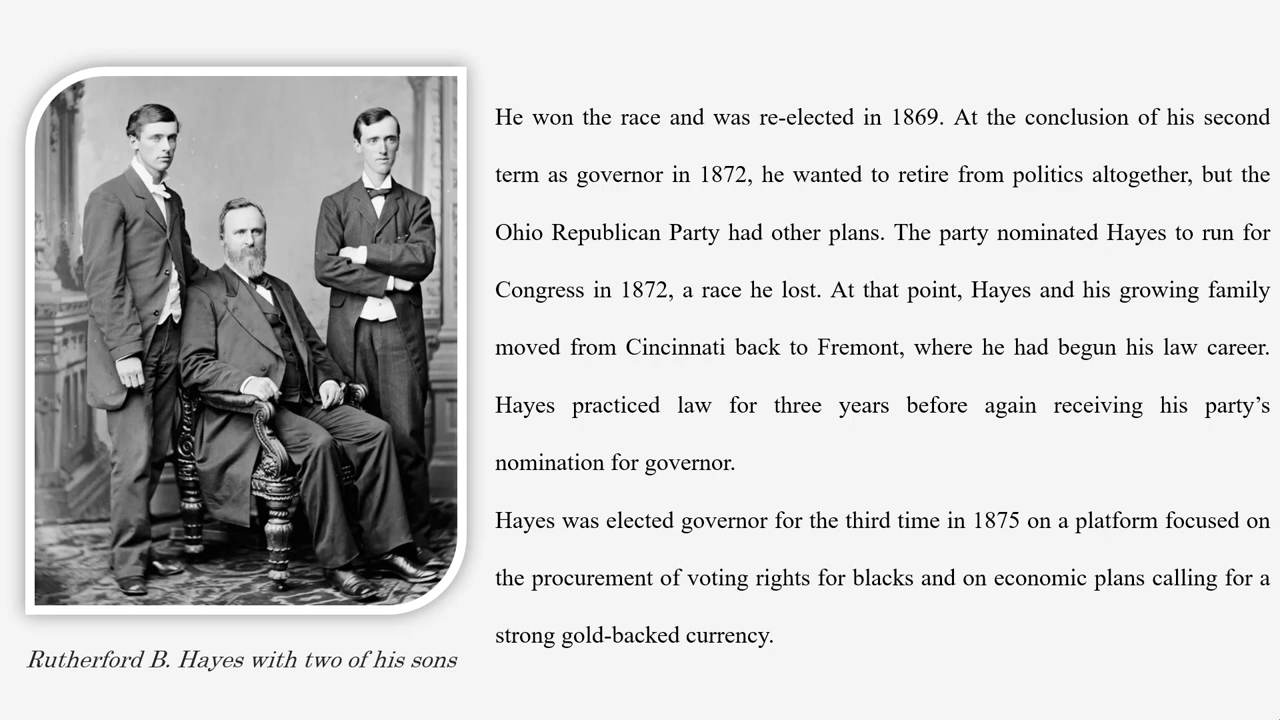 He won the race and was re-elected in 1869. At the conclusion of his second
term as governor in 1872, he wanted to retire from politics altogether, but the
Ohio Republican Party had other plans. The party nominated Hayes to run for
Congress in 1872, a race he lost. At that point, Hayes and his growing family
moved from Cincinnati back to Fremont, where he had begun his law career.
Hayes practiced law for three years before again receiving his party’s
nomination for governor.
Hayes was elected governor for the third time in 1875 on a platform focused on
the procurement of voting rights for blacks and on economic plans calling for a
strong gold-backed currency.
Rutherford B. Hayes with two of his sons